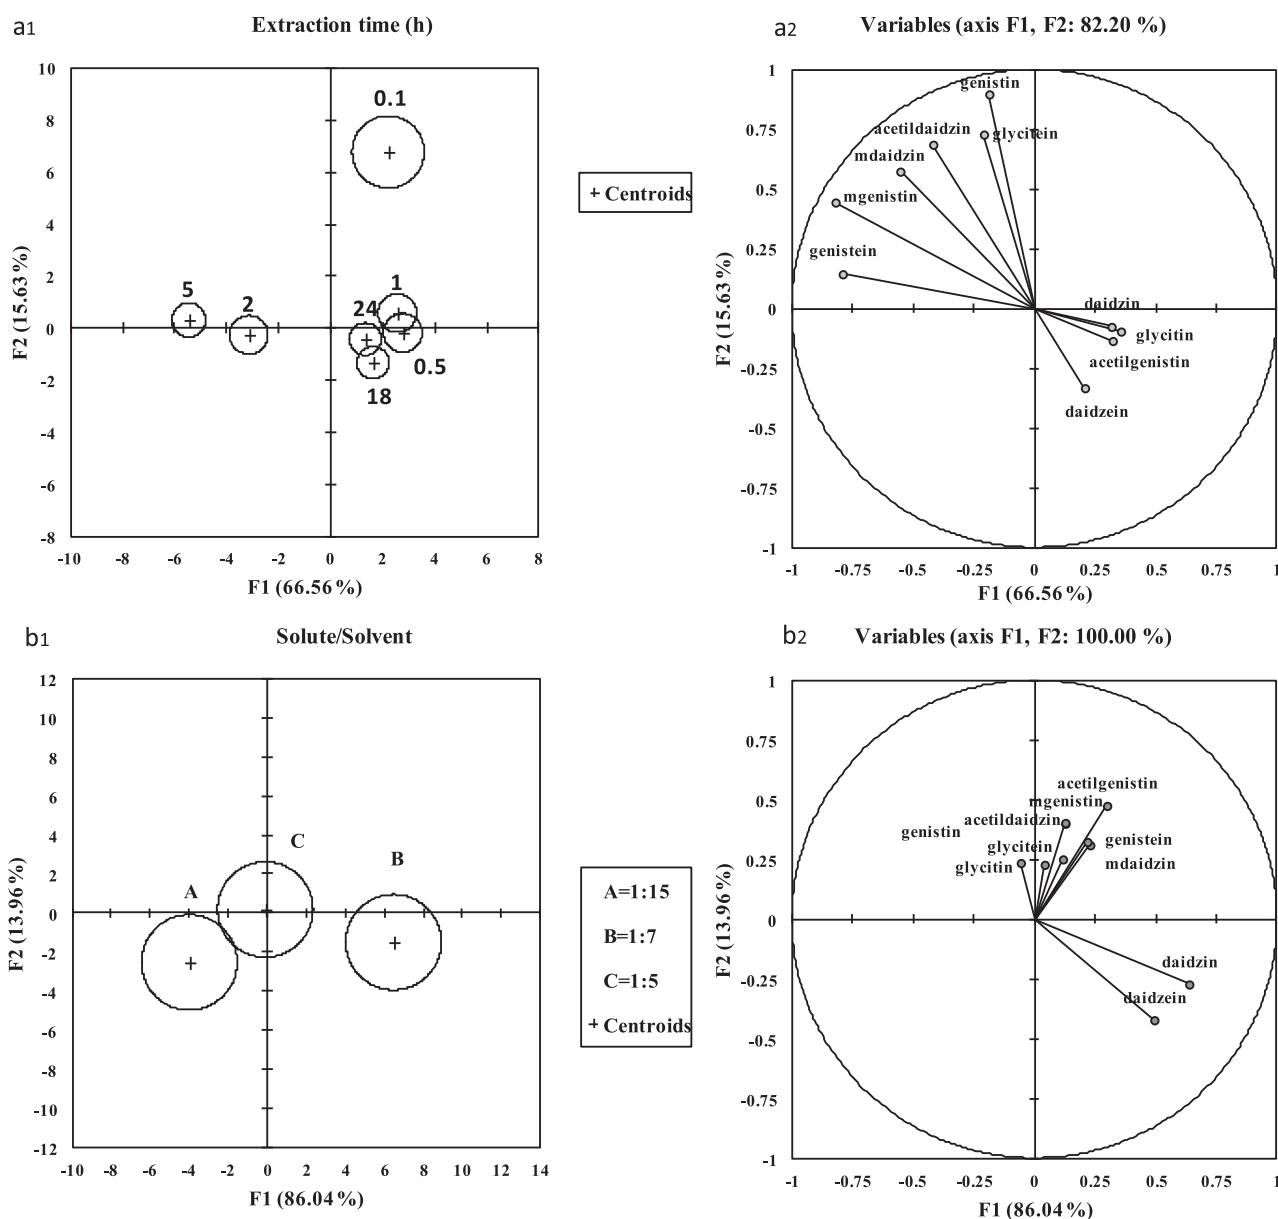 a1
Extraction time (h)
10
8
6
4
2
0
-2
-4
-6
-8
-10
-8
-6
-4
-2
0
2
4
6
8
F2 (15.63 %)
F1 (66.56 %)
0.1
5
2
24
1
0.5
18
+ Centroids
a2
Variables (axis F1, F2: 82.20 %)
1
0.75
0.5
0.25
0
-0.25
-0.5
-0.75
-1
-1
-0.75
-0.5
-0.25
0
0.25
0.5
0.75
1
F2 (15.63 %)
F1 (66.56 %)
genistin
acetildaidzin
glycitein
mdaidzin
mgenistin
genistein
daidzin
glycitin
acetilgenistin
daidzein
b1
Solute/Solvent
12
10
8
6
4
2
0
-2
-4
-6
-8
-10
-12
-10
-8
-6
-4
-2
0
2
4
6
8
10
12
14
F2 (13.96 %)
F1 (86.04 %)
A
C
B
A=1:15
B=1:7
C=1:5
+ Centroids
b2
Variables (axis F1, F2: 100.00 %)
1
0.75
0.5
0.25
0
-0.25
-0.5
-0.75
-1
-1
-0.75
-0.5
-0.25
0
0.25
0.5
0.75
1
F2 (13.96 %)
F1 (86.04 %)
acetilgenistin
mgenistin
acetildaidzin
genistin
genistein
glycitein
glycitin
mdaidzin
daidzin
daidzein